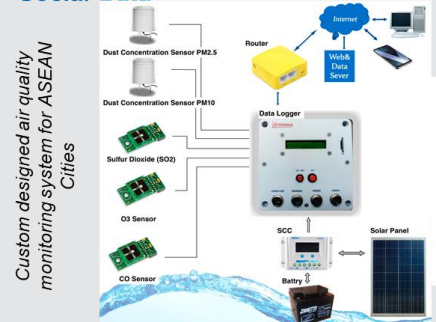 Custom designed air quality
monitoring system for ASEAN
Cities
Internet
Router
Web&
Data
Sever
Dust Concentration Sensor PM2.5
Dust Concentration Sensor PM10
Data Logger
Sulfur Dioxide (SO2)
O3 Sensor
CO Sensor
SCC
Solar Panel
Battry